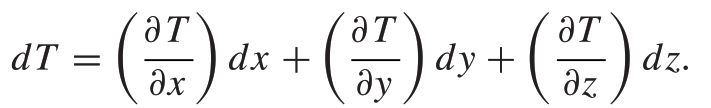 dT = (∂T/∂x) dx + (∂T/∂y) dy + (∂T/∂z) dz.